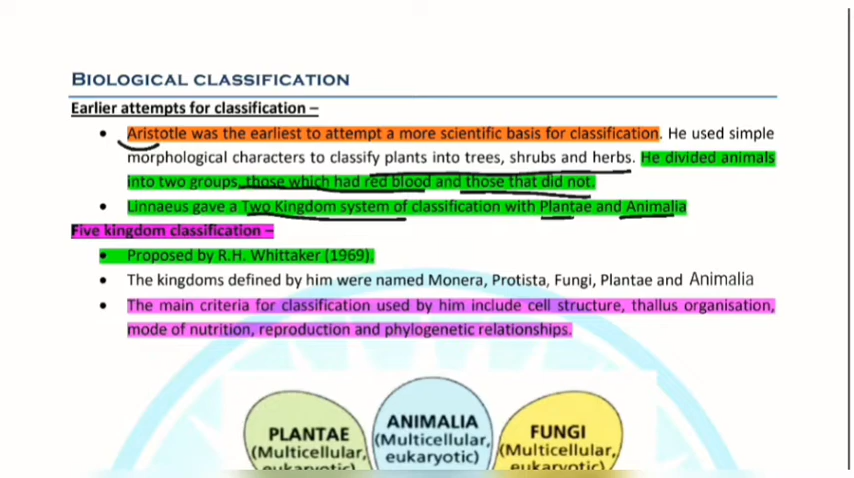 BIOLOGICAL CLASSIFICATION
Earlier attempts for classification –
• Aristotle was the earliest to attempt a more scientific basis for classification. He used simple
morphological characters to classify plants into trees, shrubs and herbs. He divided animals
into two groups, those which had red blood and those that did not.
• Linnaeus gave a Two Kingdom system of classification with Plantae and Animalia
Five kingdom classification –
• Proposed by R.H. Whittaker (1969).
• The kingdoms defined by him were named Monera, Protista, Fungi, Plantae and Animalia
• The main criteria for classification used by him include cell structure, thallus organisation,
mode of nutrition, reproduction and phylogenetic relationships.
PLANTAE
(Multicellular,
eukaryotic)
ANIMALIA
(Multicellular,
eukaryotic)
FUNGI
(Multicellular,
eukaryotic)